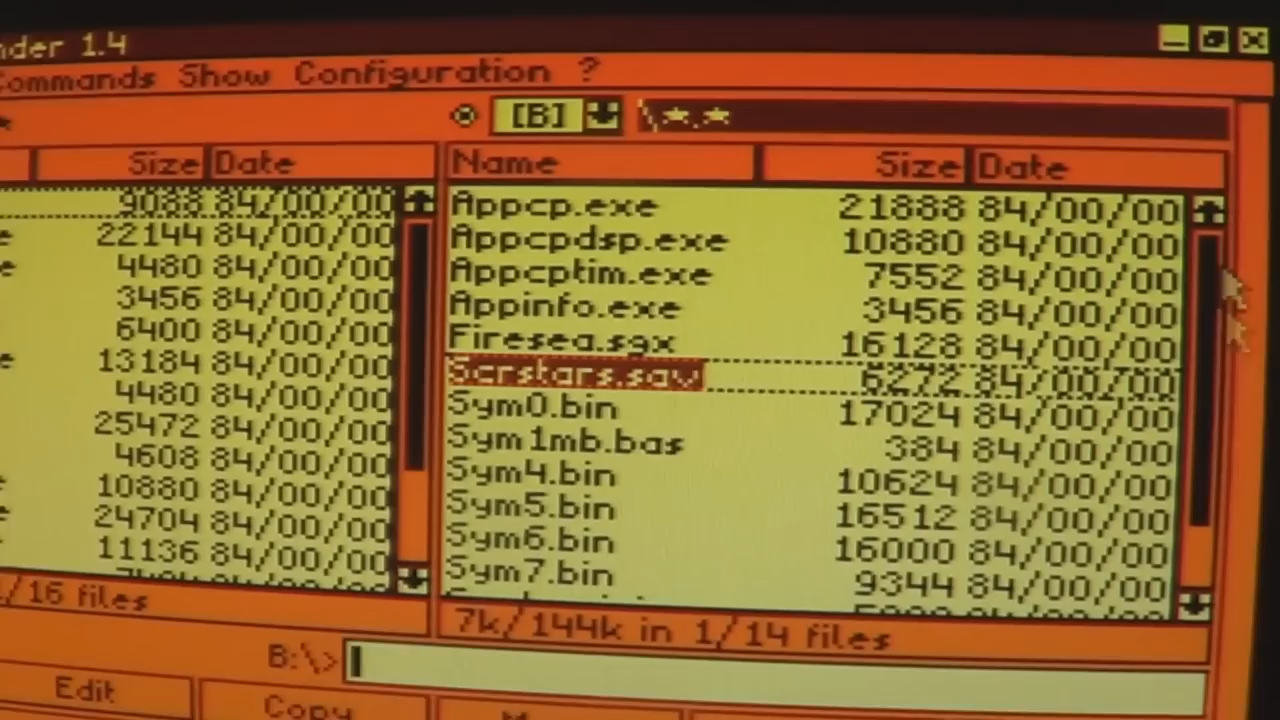 nder 1.4
Commands Show Configuration ?
* [B] \*.*
Size Date
9088 84/00/00
22144 84/00/00
4480 84/00/00
3456 84/00/00
6400 84/00/00
13184 84/00/00
4480 84/00/00
25472 84/00/00
4608 84/00/00
10880 84/00/00
24704 84/00/00
11136 84/00/00
/16 files
Name Size Date
Appcp.exe 21888 84/00/00
Appcpdsp.exe 10880 84/00/00
Appcptim.exe 7552 84/00/00
Appinfo.exe 3456 84/00/00
Firesea.sgx 16128 84/00/00
Scrstars.sav 6272 84/00/00
Sym0.bin 17024 84/00/00
Sym1mb.bas 384 84/00/00
Sym4.bin 10624 84/00/00
Sym5.bin 16512 84/00/00
Sym6.bin 16000 84/00/00
Sym7.bin 9344 84/00/00
7k/144k in 1/14 files
B:\>
Edit Copy